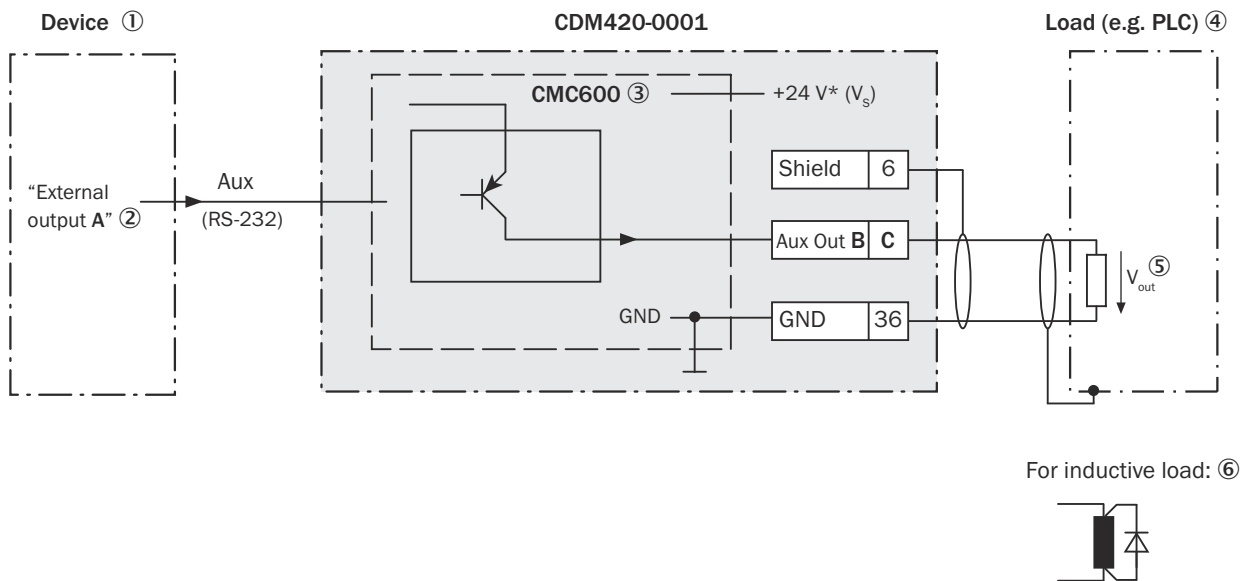 Device ①
CDM420-0001
Load (e.g. PLC) ④
CMC600 ③
+24 V* (Vs)
Shield 6
"External
output A" ②
Aux
(RS-232)
Aux Out B C
Vout ⑤
GND
GND 36
For inductive load: ⑥